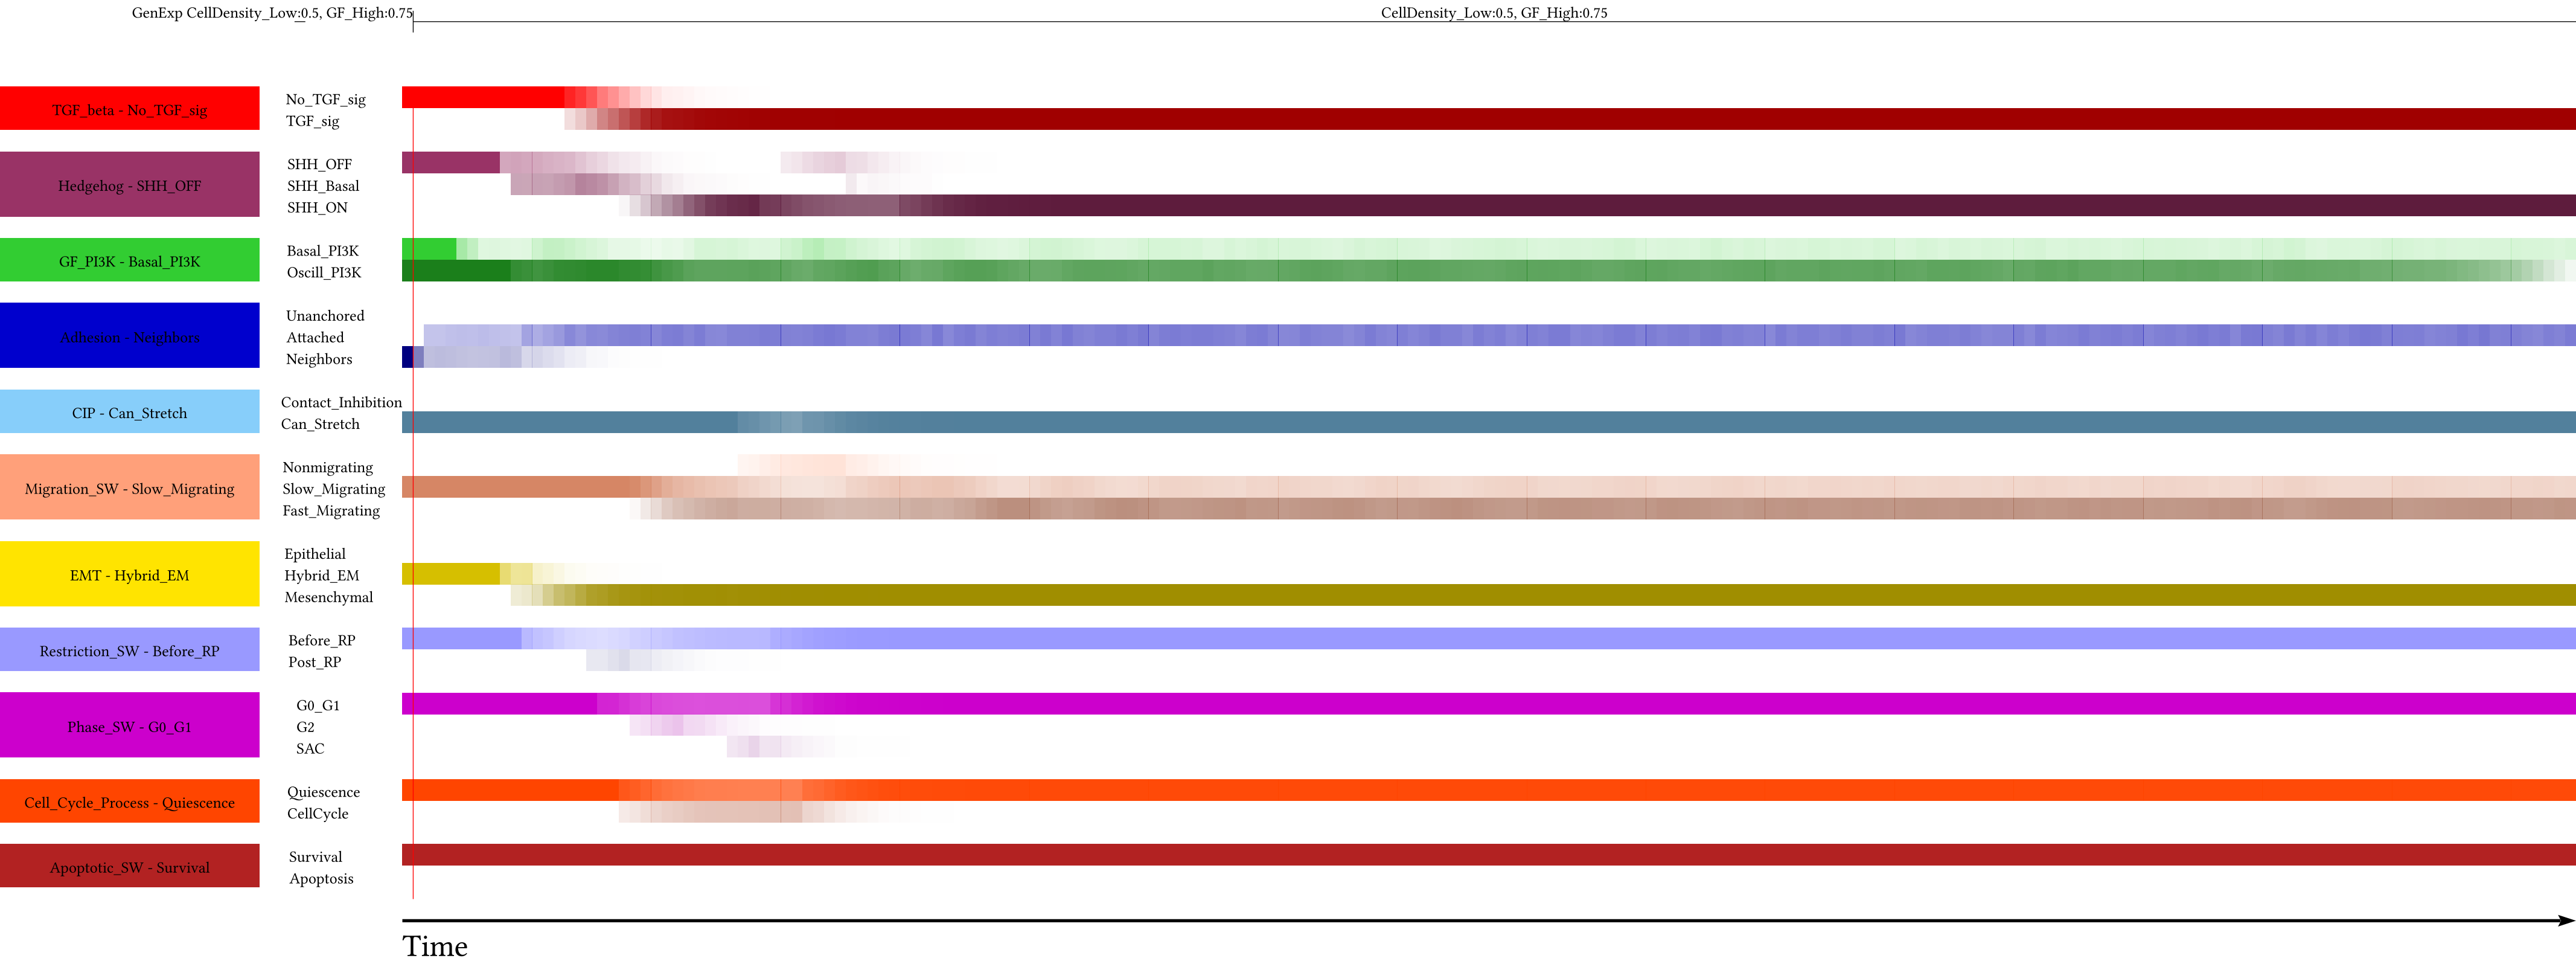 GenExp CellDensity_Low:0.5, GF_High:0.75
CellDensity_Low:0.5, GF_High:0.75
TGF_beta - No_TGF_sig
No_TGF_sig
TGF_sig
Hedgehog - SHH_OFF
SHH_OFF
SHH_Basal
SHH_ON
GF_PI3K - Basal_PI3K
Basal_PI3K
Oscill_PI3K
Adhesion - Neighbors
Unanchored
Attached
Neighbors
CIP - Can_Stretch
Contact_Inhibition
Can_Stretch
Migration_SW - Slow_Migrating
Nonmigrating
Slow_Migrating
Fast_Migrating
EMT - Hybrid_EM
Epithelial
Hybrid_EM
Mesenchymal
Restriction_SW - Before_RP
Before_RP
Post_RP
Phase_SW - G0_G1
G0_G1
G2
SAC
Cell_Cycle_Process - Quiescence
Quiescence
CellCycle
Apoptotic_SW - Survival
Survival
Apoptosis
Time